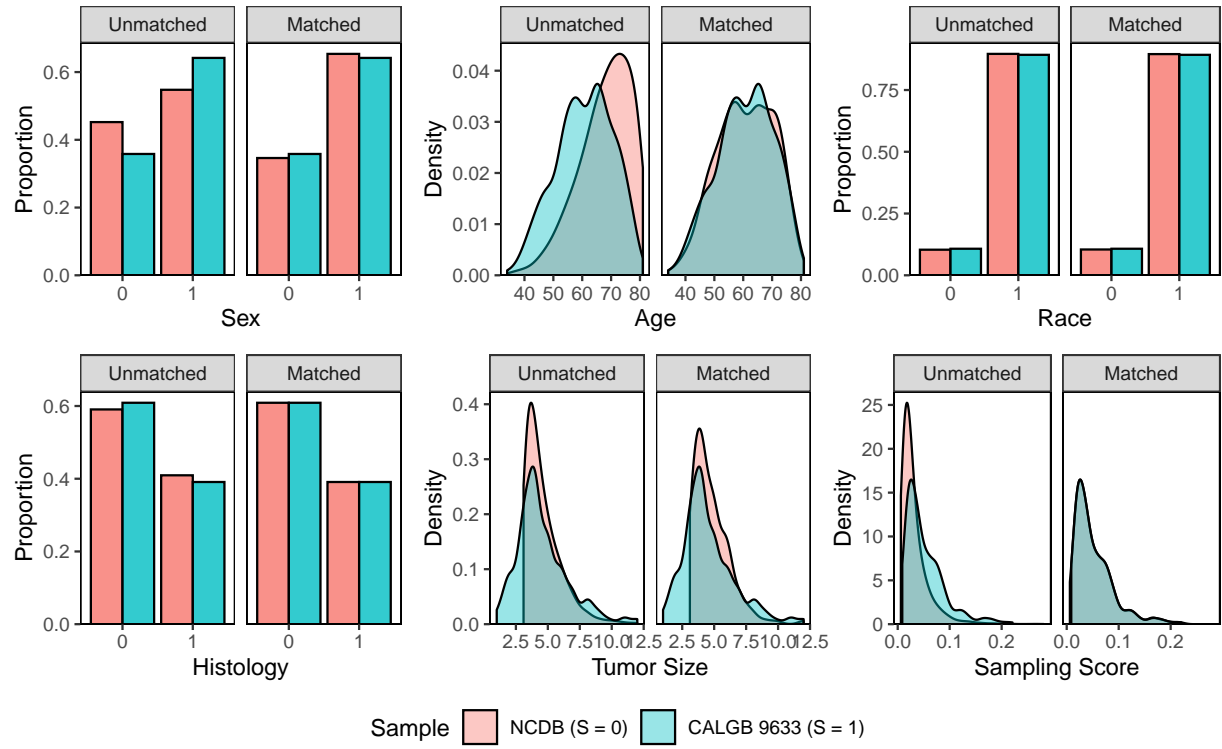 Unmatched Matched
Proportion
0.6
0.4
0.2
0.0
0 1 0 1
Sex
Unmatched Matched
Density
0.04
0.03
0.02
0.01
0.00
40 50 60 70 80 40 50 60 70 80
Age
Unmatched Matched
Proportion
0.75
0.50
0.25
0.00
0 1 0 1
Race
Unmatched Matched
Proportion
0.6
0.4
0.2
0.0
0 1 0 1
Histology
Unmatched Matched
Density
0.4
0.3
0.2
0.1
0.0
2.5 5.0 7.5 10.0 12.5 2.5 5.0 7.5 10.0 12.5
Tumor Size
Unmatched Matched
Density
25
20
15
10
5
0
0.0 0.1 0.2 0.0 0.1 0.2
Sampling Score
Sample NCDB (S = 0) CALGB 9633 (S = 1)